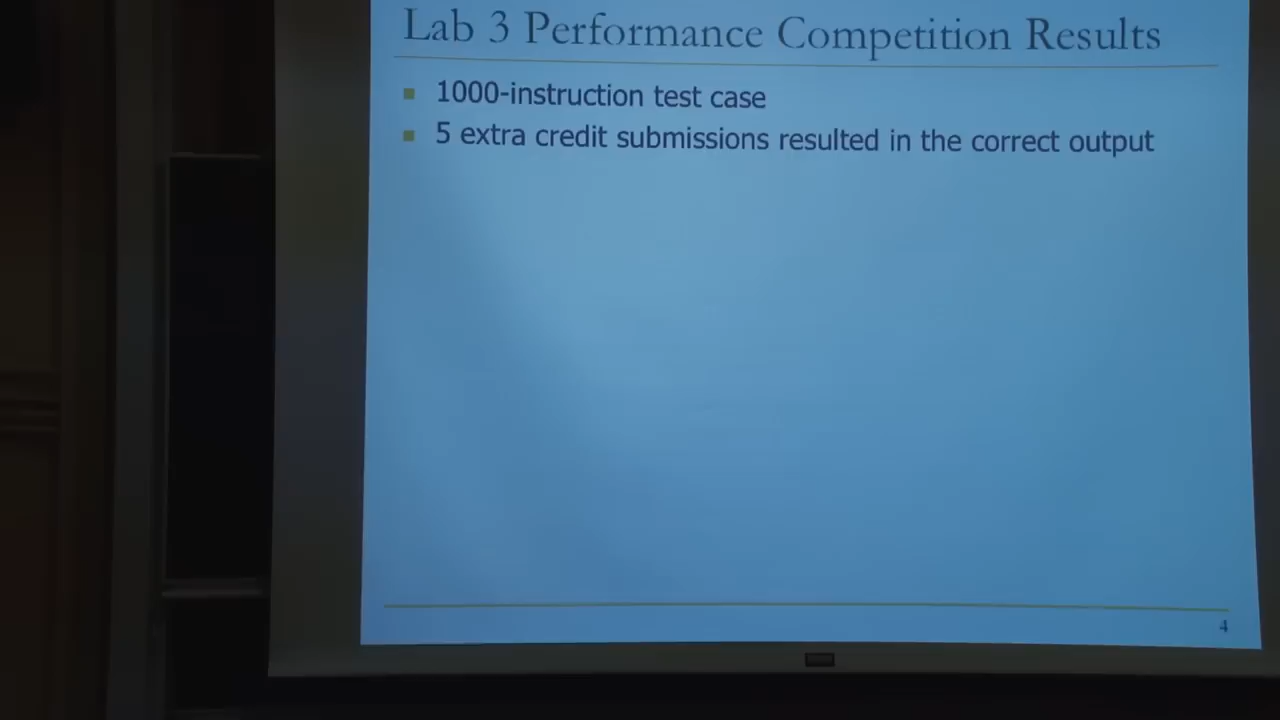 Lab 3 Performance Competition Results
1000-instruction test case
5 extra credit submissions resulted in the correct output
4